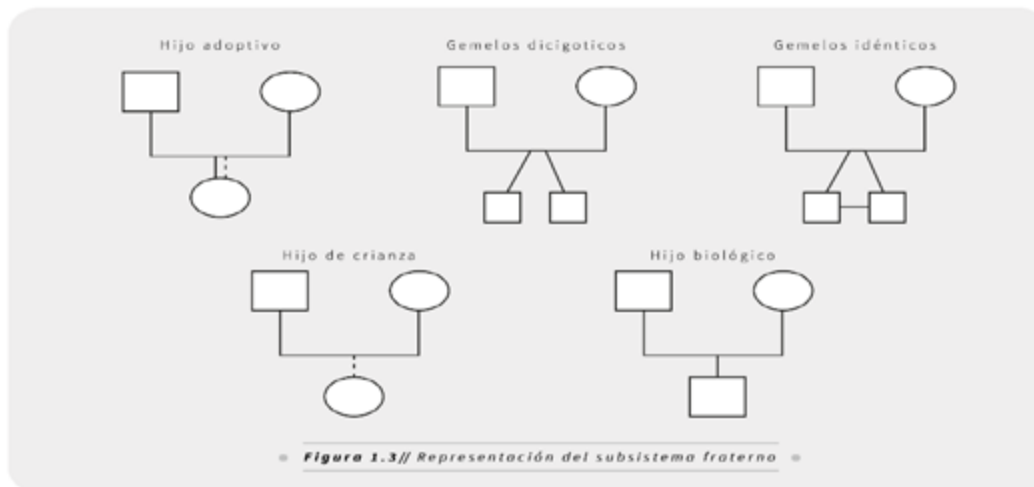 Hijo adoptivo
Gemelos dicigoticos
Gemelos idénticos
Hijo de crianza
Hijo biológico
Figura 1.3// Representación del subsistema fraterno